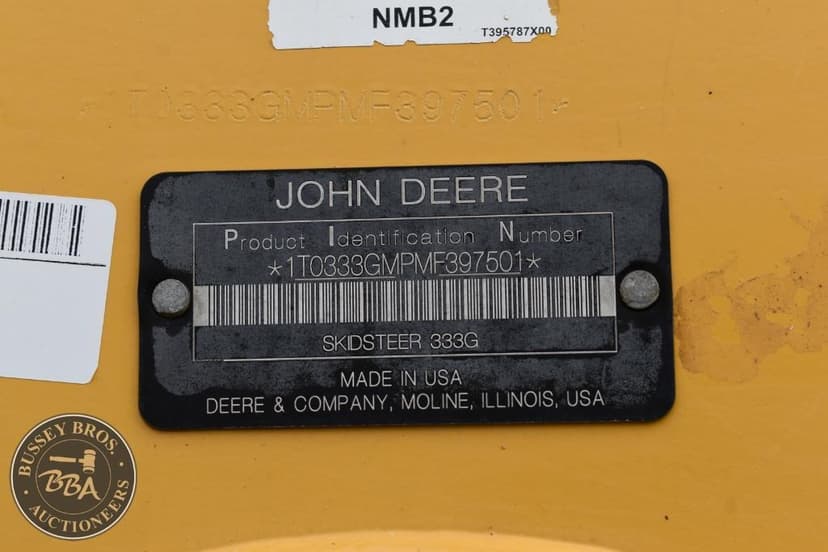 NMB2
T395787X00
*1T0333GMPMF397501*
JOHN DEERE
Product Identification Number
*1T0333GMPMF397501*
SKIDSTEER 333G
MADE IN USA
DEERE & COMPANY, MOLINE, ILLINOIS, USA
BUSSEY BROS.
BBA
AUCTIONEERS